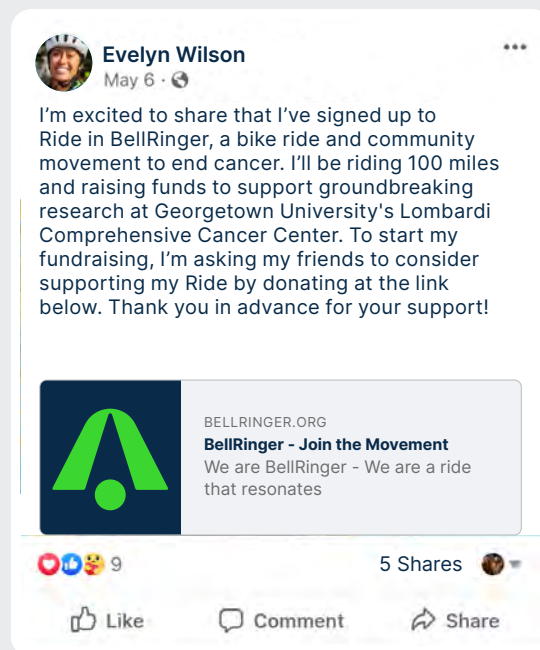 Evelyn Wilson
May 6 ·
I’m excited to share that I’ve signed up to
Ride in BellRinger, a bike ride and community
movement to end cancer. I’ll be riding 100 miles
and raising funds to support groundbreaking
research at Georgetown University's Lombardi
Comprehensive Cancer Center. To start my
fundraising, I’m asking my friends to consider
supporting my Ride by donating at the link
below. Thank you in advance for your support!
BELLRINGER.ORG
BellRinger - Join the Movement
We are BellRinger - We are a ride
that resonates
9
5 Shares
Like
Comment
Share